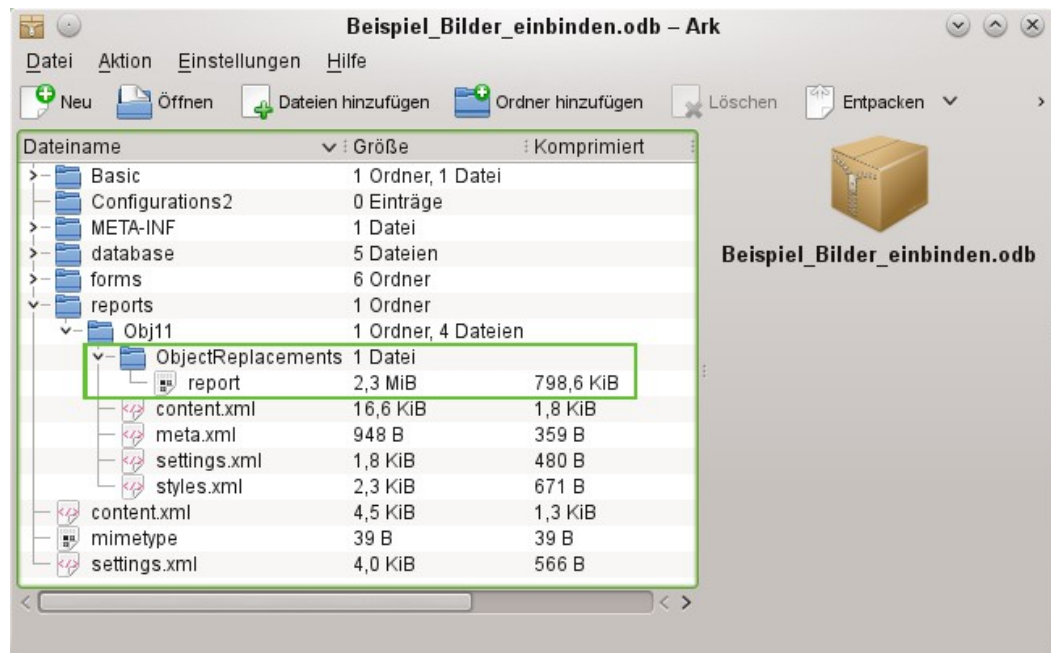 Beispiel_Bilder_einbinden.odb – Ark
Datei Aktion Einstellungen Hilfe
Neu Öffnen Dateien hinzufügen Ordner hinzufügen Löschen Entpacken
Dateiname Größe Komprimiert
Basic 1 Ordner, 1 Datei
Configurations2 0 Einträge
META-INF 1 Datei
database 5 Dateien
forms 6 Ordner
reports 1 Ordner
Obj11 1 Ordner, 4 Dateien
ObjectReplacements 1 Datei
report 2,3 MiB 798,6 KiB
content.xml 16,6 KiB 1,8 KiB
meta.xml 948 B 359 B
settings.xml 1,8 KiB 480 B
styles.xml 2,3 KiB 671 B
content.xml 4,5 KiB 1,3 KiB
mimetype 39 B 39 B
settings.xml 4,0 KiB 566 B
Beispiel_Bilder_einbinden.odb